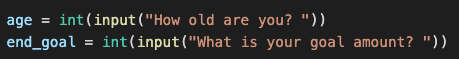 age = int(input("How old are you? "))
end_goal = int(input("What is your goal amount? "))